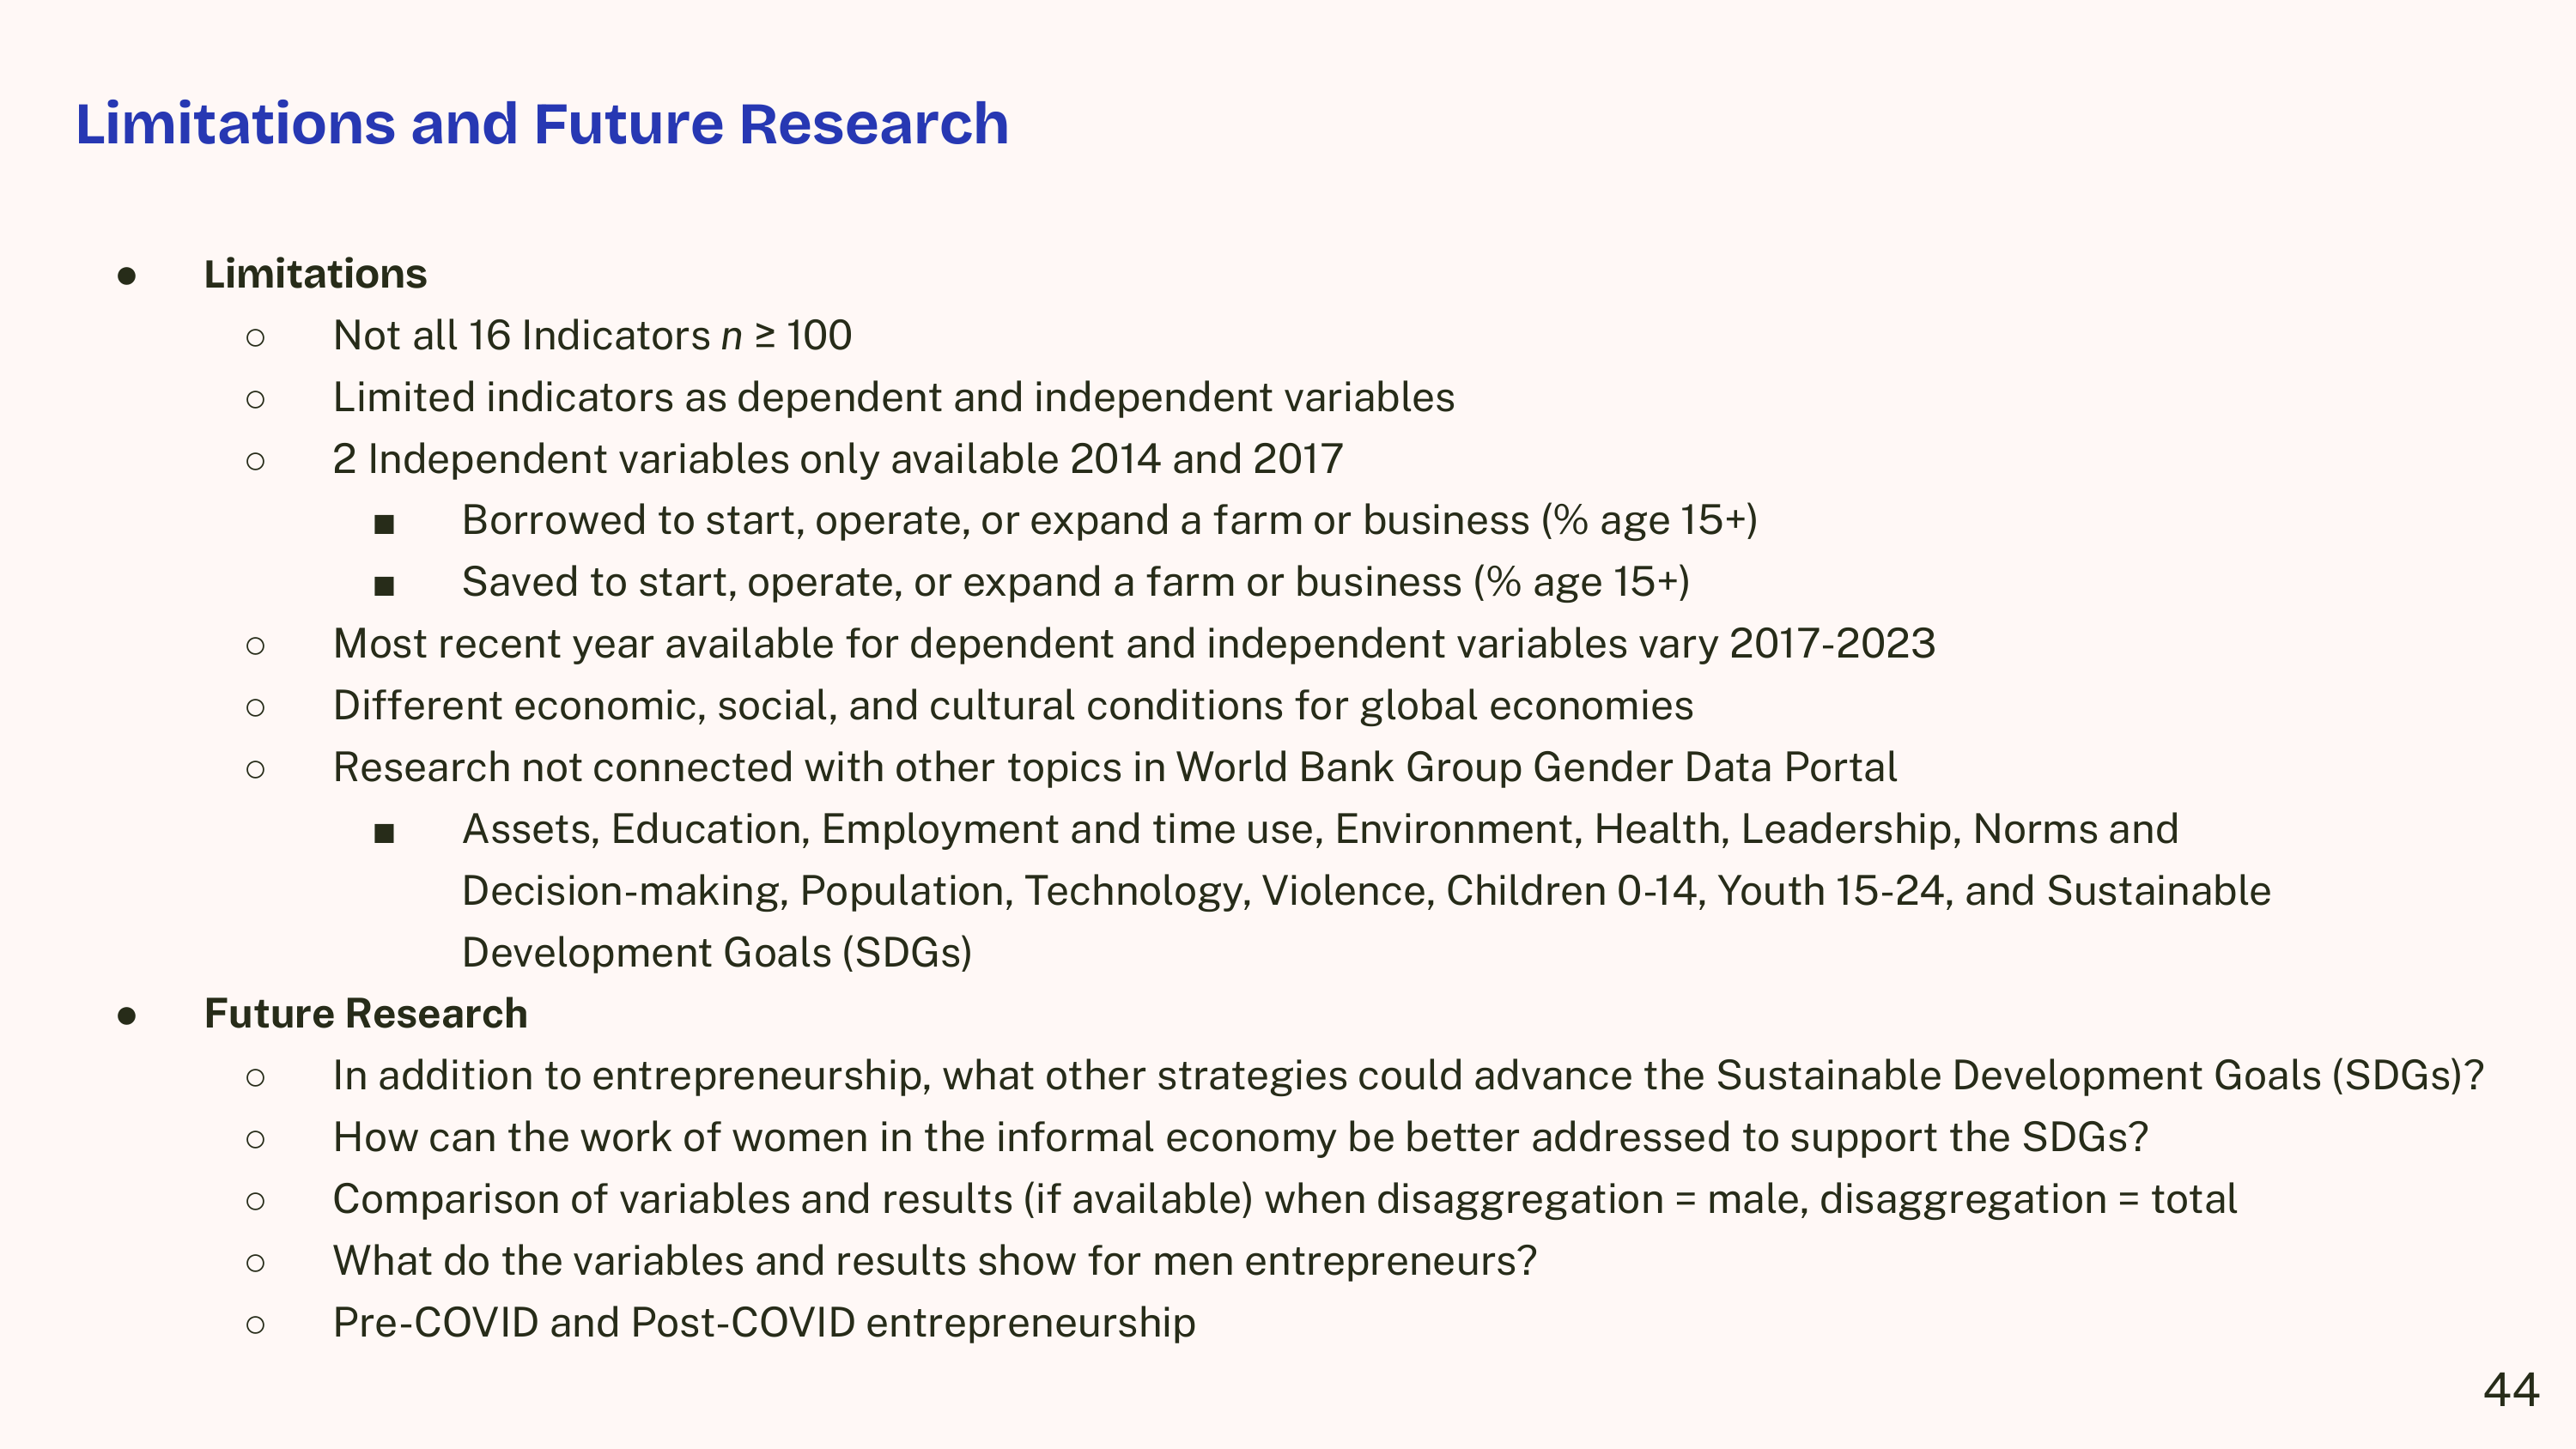 Limitations and Future Research
● Limitations
○ Not all 16 Indicators n ≥ 100
○ Limited indicators as dependent and independent variables
○ 2 Independent variables only available 2014 and 2017
■ Borrowed to start, operate, or expand a farm or business (% age 15+)
■ Saved to start, operate, or expand a farm or business (% age 15+)
○ Most recent year available for dependent and independent variables vary 2017-2023
○ Different economic, social, and cultural conditions for global economies
○ Research not connected with other topics in World Bank Group Gender Data Portal
■ Assets, Education, Employment and time use, Environment, Health, Leadership, Norms and
Decision-making, Population, Technology, Violence, Children 0-14, Youth 15-24, and Sustainable
Development Goals (SDGs)
● Future Research
○ In addition to entrepreneurship, what other strategies could advance the Sustainable Development Goals (SDGs)?
○ How can the work of women in the informal economy be better addressed to support the SDGs?
○ Comparison of variables and results (if available) when disaggregation = male, disaggregation = total
○ What do the variables and results show for men entrepreneurs?
○ Pre-COVID and Post-COVID entrepreneurship
44